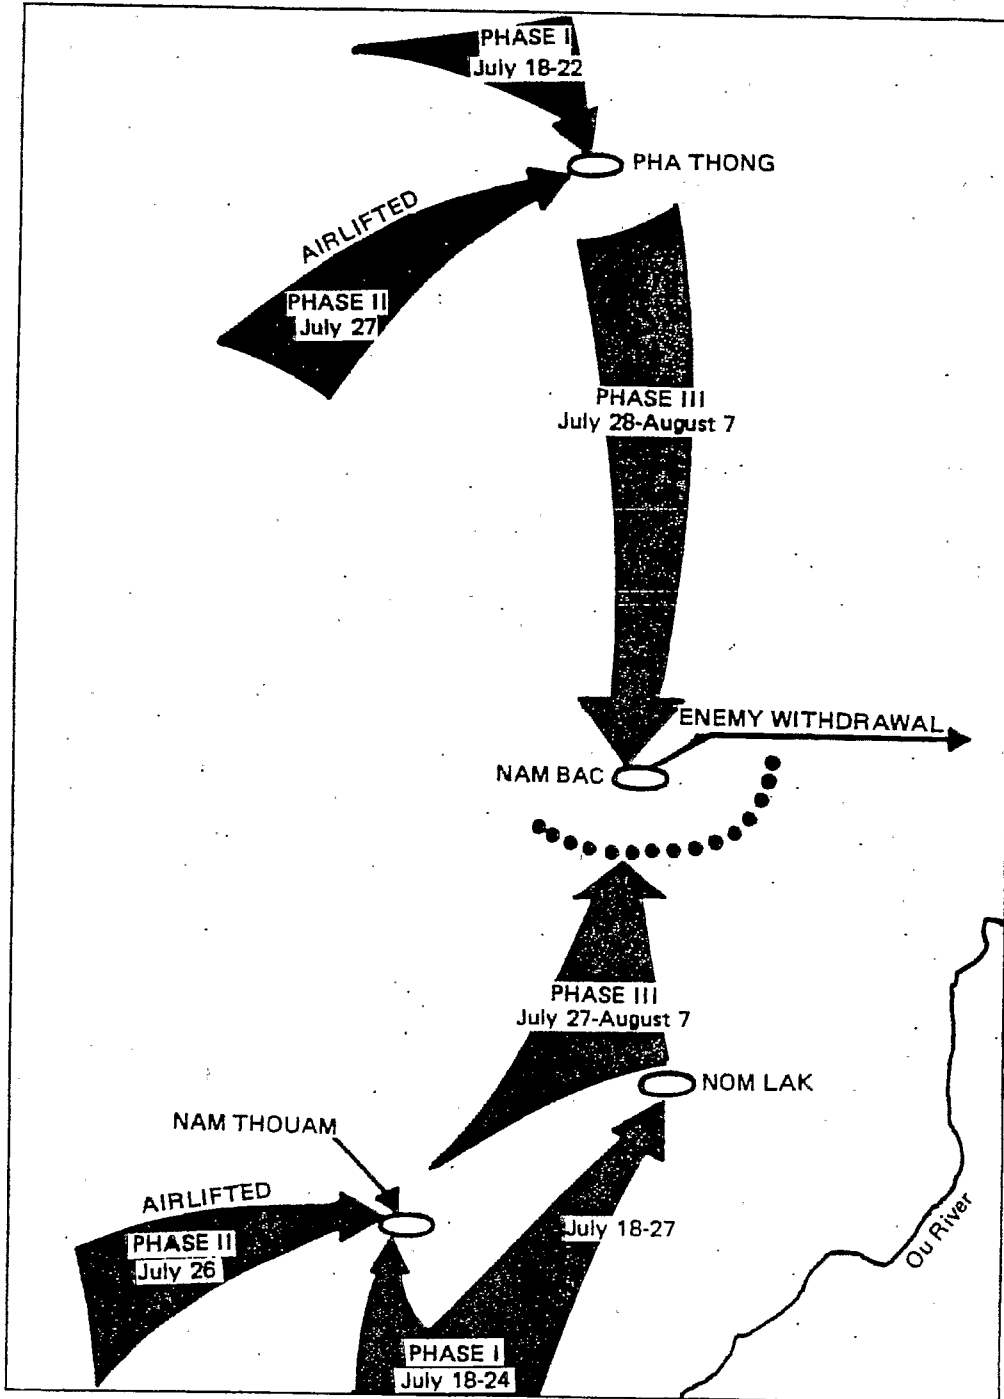 PHASE I
July 18-22
PHA THONG
AIRLIFTED
PHASE II
July 27
PHASE III
July 28-August 7
ENEMY WITHDRAWAL
NAM BAC
PHASE III
July 27-August 7
NOM LAK
NAM THOUAM
AIRLIFTED
PHASE II
July 26
July 18-27
Ou River
PHASE I
July 18-24